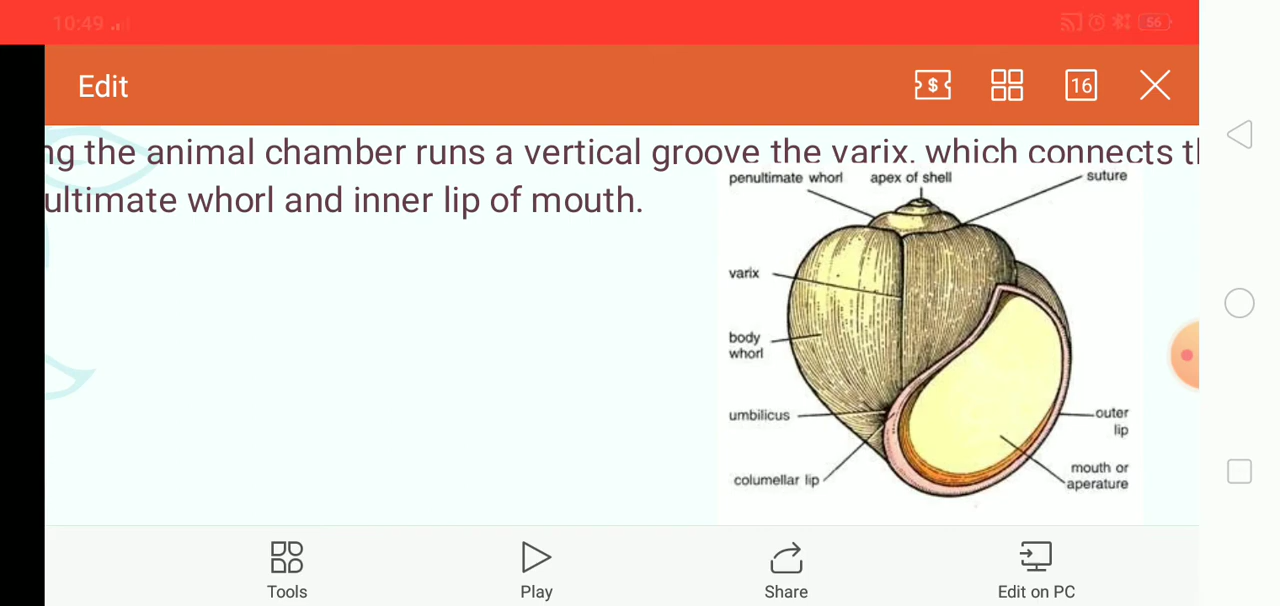 10:49
56
Edit
$
16
ng the animal chamber runs a vertical groove the varix. which connects tl
ultimate whorl and inner lip of mouth.
penultimate whorl
apex of shell
suture
varix
body
whorl
umbilicus
outer
lip
columellar lip
mouth or
aperature
Tools
Play
Share
Edit on PC